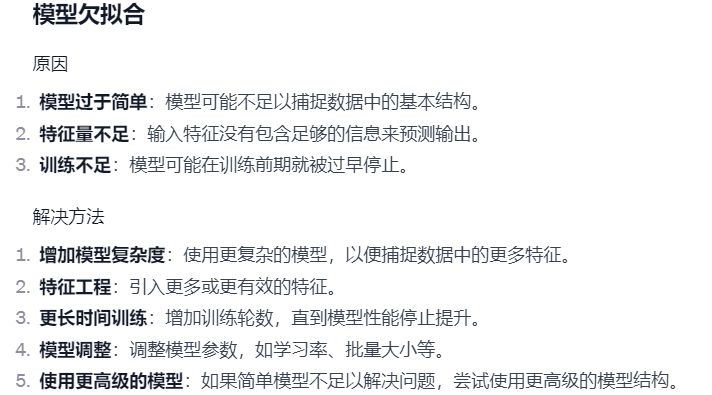 模型欠拟合
原因
1. 模型过于简单：模型可能不足以捕捉数据中的基本结构。
2. 特征量不足：输入特征没有包含足够的信息来预测输出。
3. 训练不足：模型可能在训练前期就被过早停止。
解决方法
1. 增加模型复杂度：使用更复杂的模型，以便捕捉数据中的更多特征。
2. 特征工程：引入更多或更有效的特征。
3. 更长时间训练：增加训练轮数，直到模型性能停止提升。
4. 模型调整：调整模型参数，如学习率、批量大小等。
5. 使用更高级的模型：如果简单模型不足以解决问题，尝试使用更高级的模型结构。